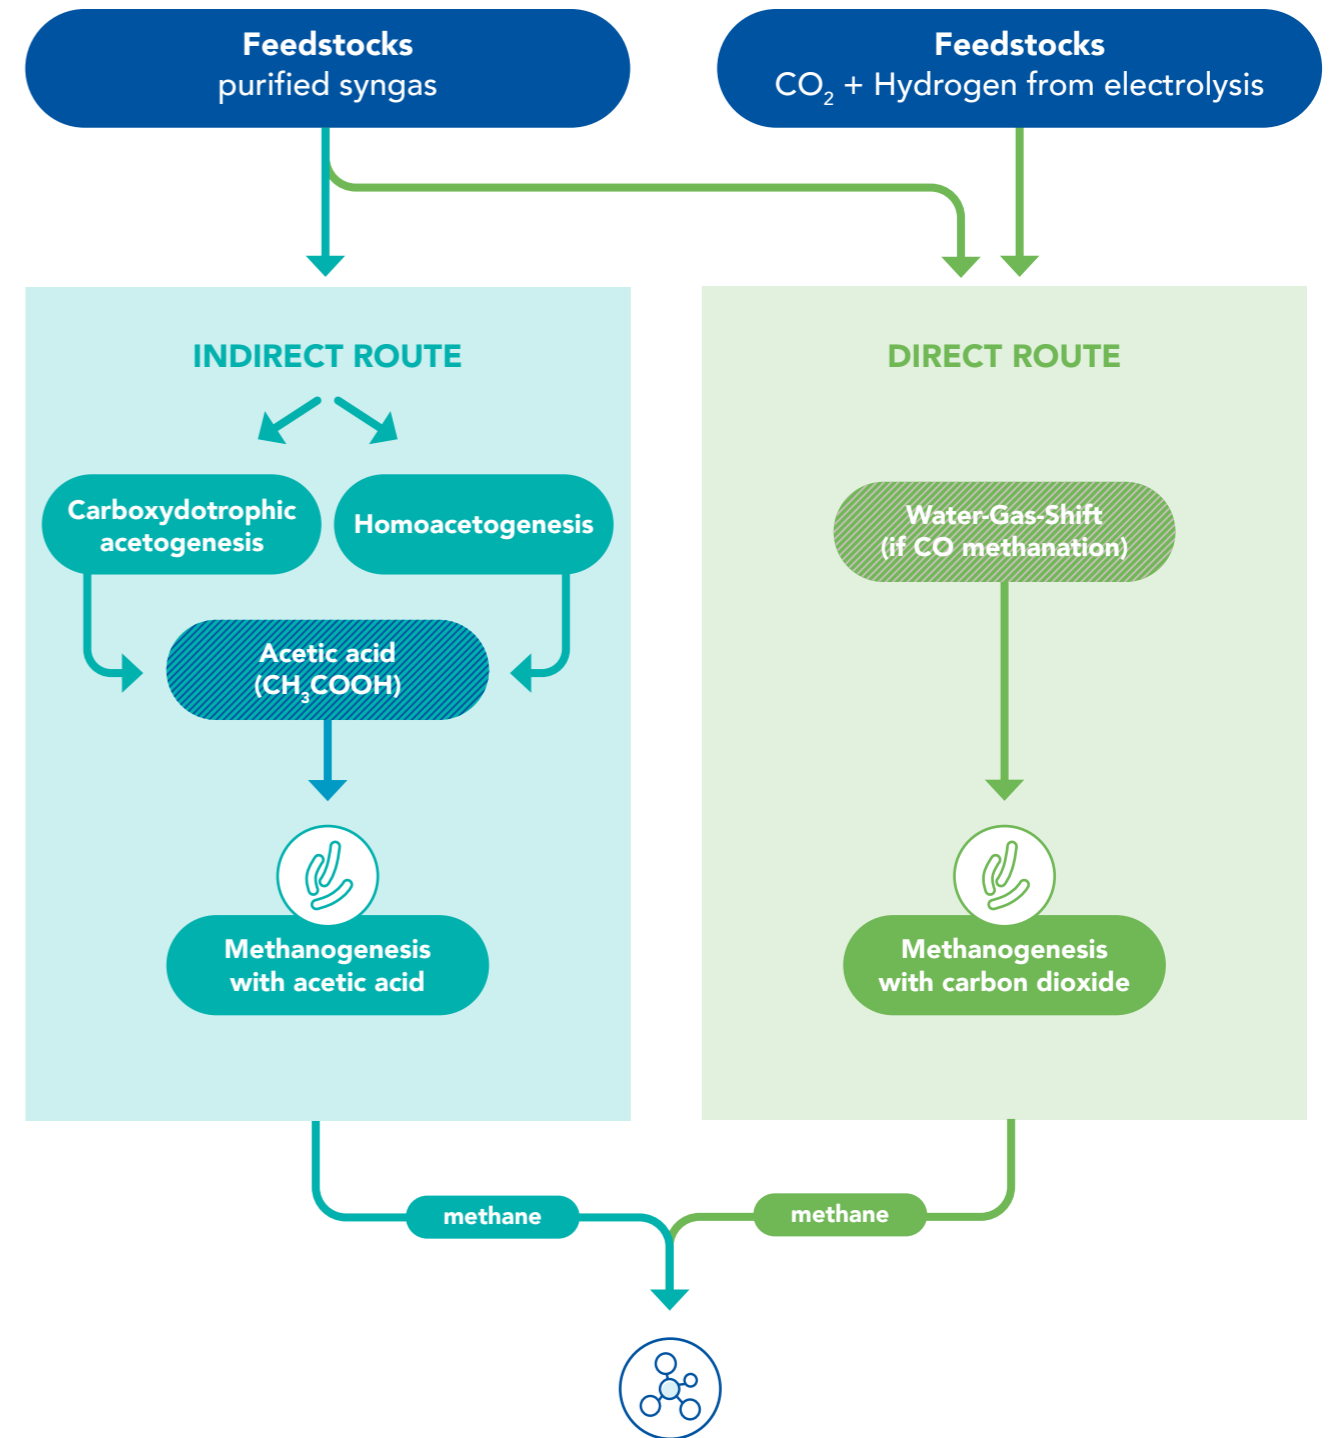 Feedstocks
purified syngas
Feedstocks
CO₂ + Hydrogen from electrolysis
INDIRECT ROUTE
Carboxydotrophic
acetogenesis
Homoacetogenesis
Acetic acid
(CH₃COOH)
Methanogenesis
with acetic acid
DIRECT ROUTE
Water-Gas-Shift
(if CO methanation)
Methanogenesis
with carbon dioxide
methane
methane